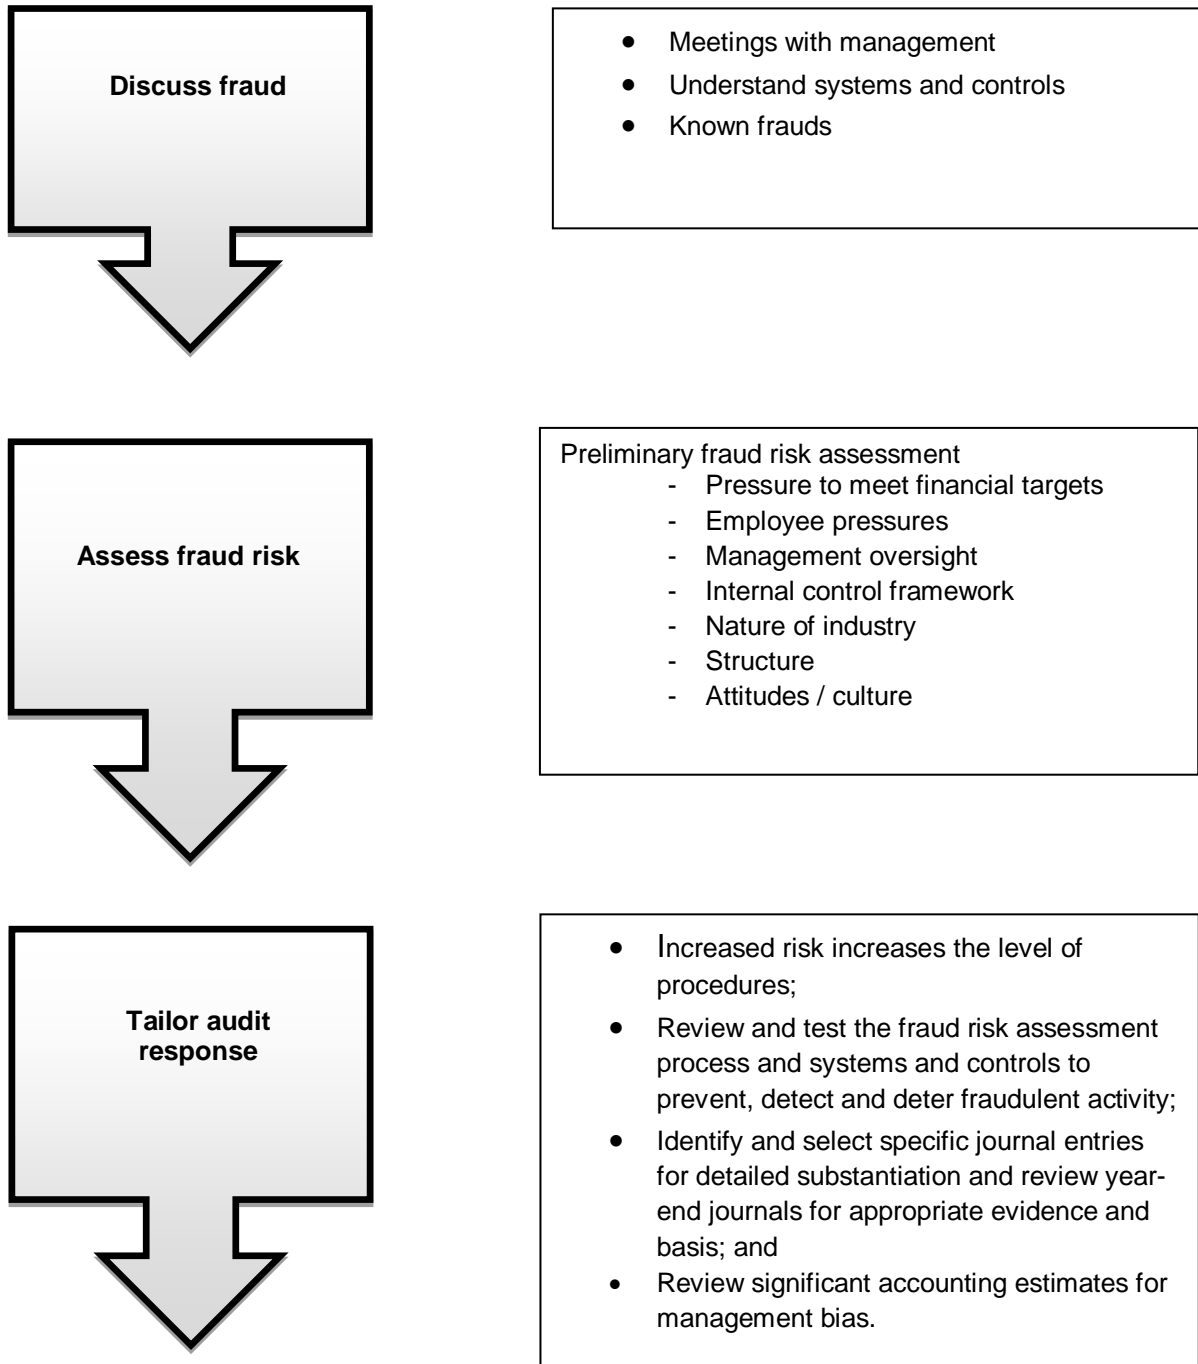 Discuss fraud
• Meetings with management
• Understand systems and controls
• Known frauds
Assess fraud risk
Preliminary fraud risk assessment
- Pressure to meet financial targets
- Employee pressures
- Management oversight
- Internal control framework
- Nature of industry
- Structure
- Attitudes / culture
Tailor audit
response
• Increased risk increases the level of
procedures;
• Review and test the fraud risk assessment
process and systems and controls to
prevent, detect and deter fraudulent activity;
• Identify and select specific journal entries
for detailed substantiation and review year-
end journals for appropriate evidence and
basis; and
• Review significant accounting estimates for
management bias.